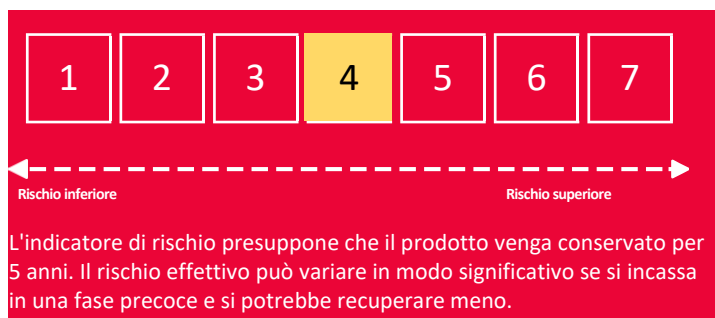 1 2 3 4 5 6 7
Rischio inferiore Rischio superiore
L'indicatore di rischio presuppone che il prodotto venga conservato per
5 anni. Il rischio effettivo può variare in modo significativo se si incassa
in una fase precoce e si potrebbe recuperare meno.